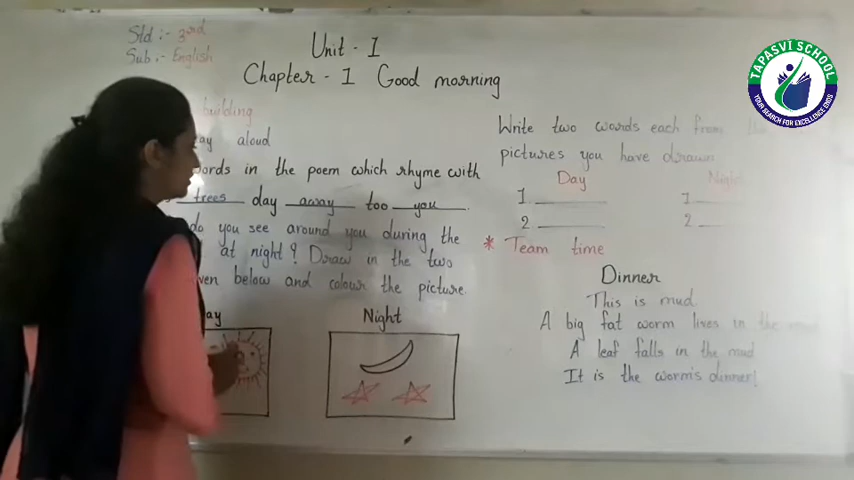 Std :- 3rd
Sub :- English
Unit - 1
Chapter - 1 Good morning
building
aloud
words in the poem which rhyme with
trees day away too you.
do you see around you during the
at night? Draw in the two
below and colour the picture.
Night
Write two words each from
pictures you have drawn
Day Night
1. 1.
2. 2.
* Team time
Dinner
This is mud.
A big fat worm lives in the mud
A leaf falls in the mud
It is the worm's dinner!
TAPASVI SCHOOL
YOUR SEARCH FOR EXCELLENCE ENDS